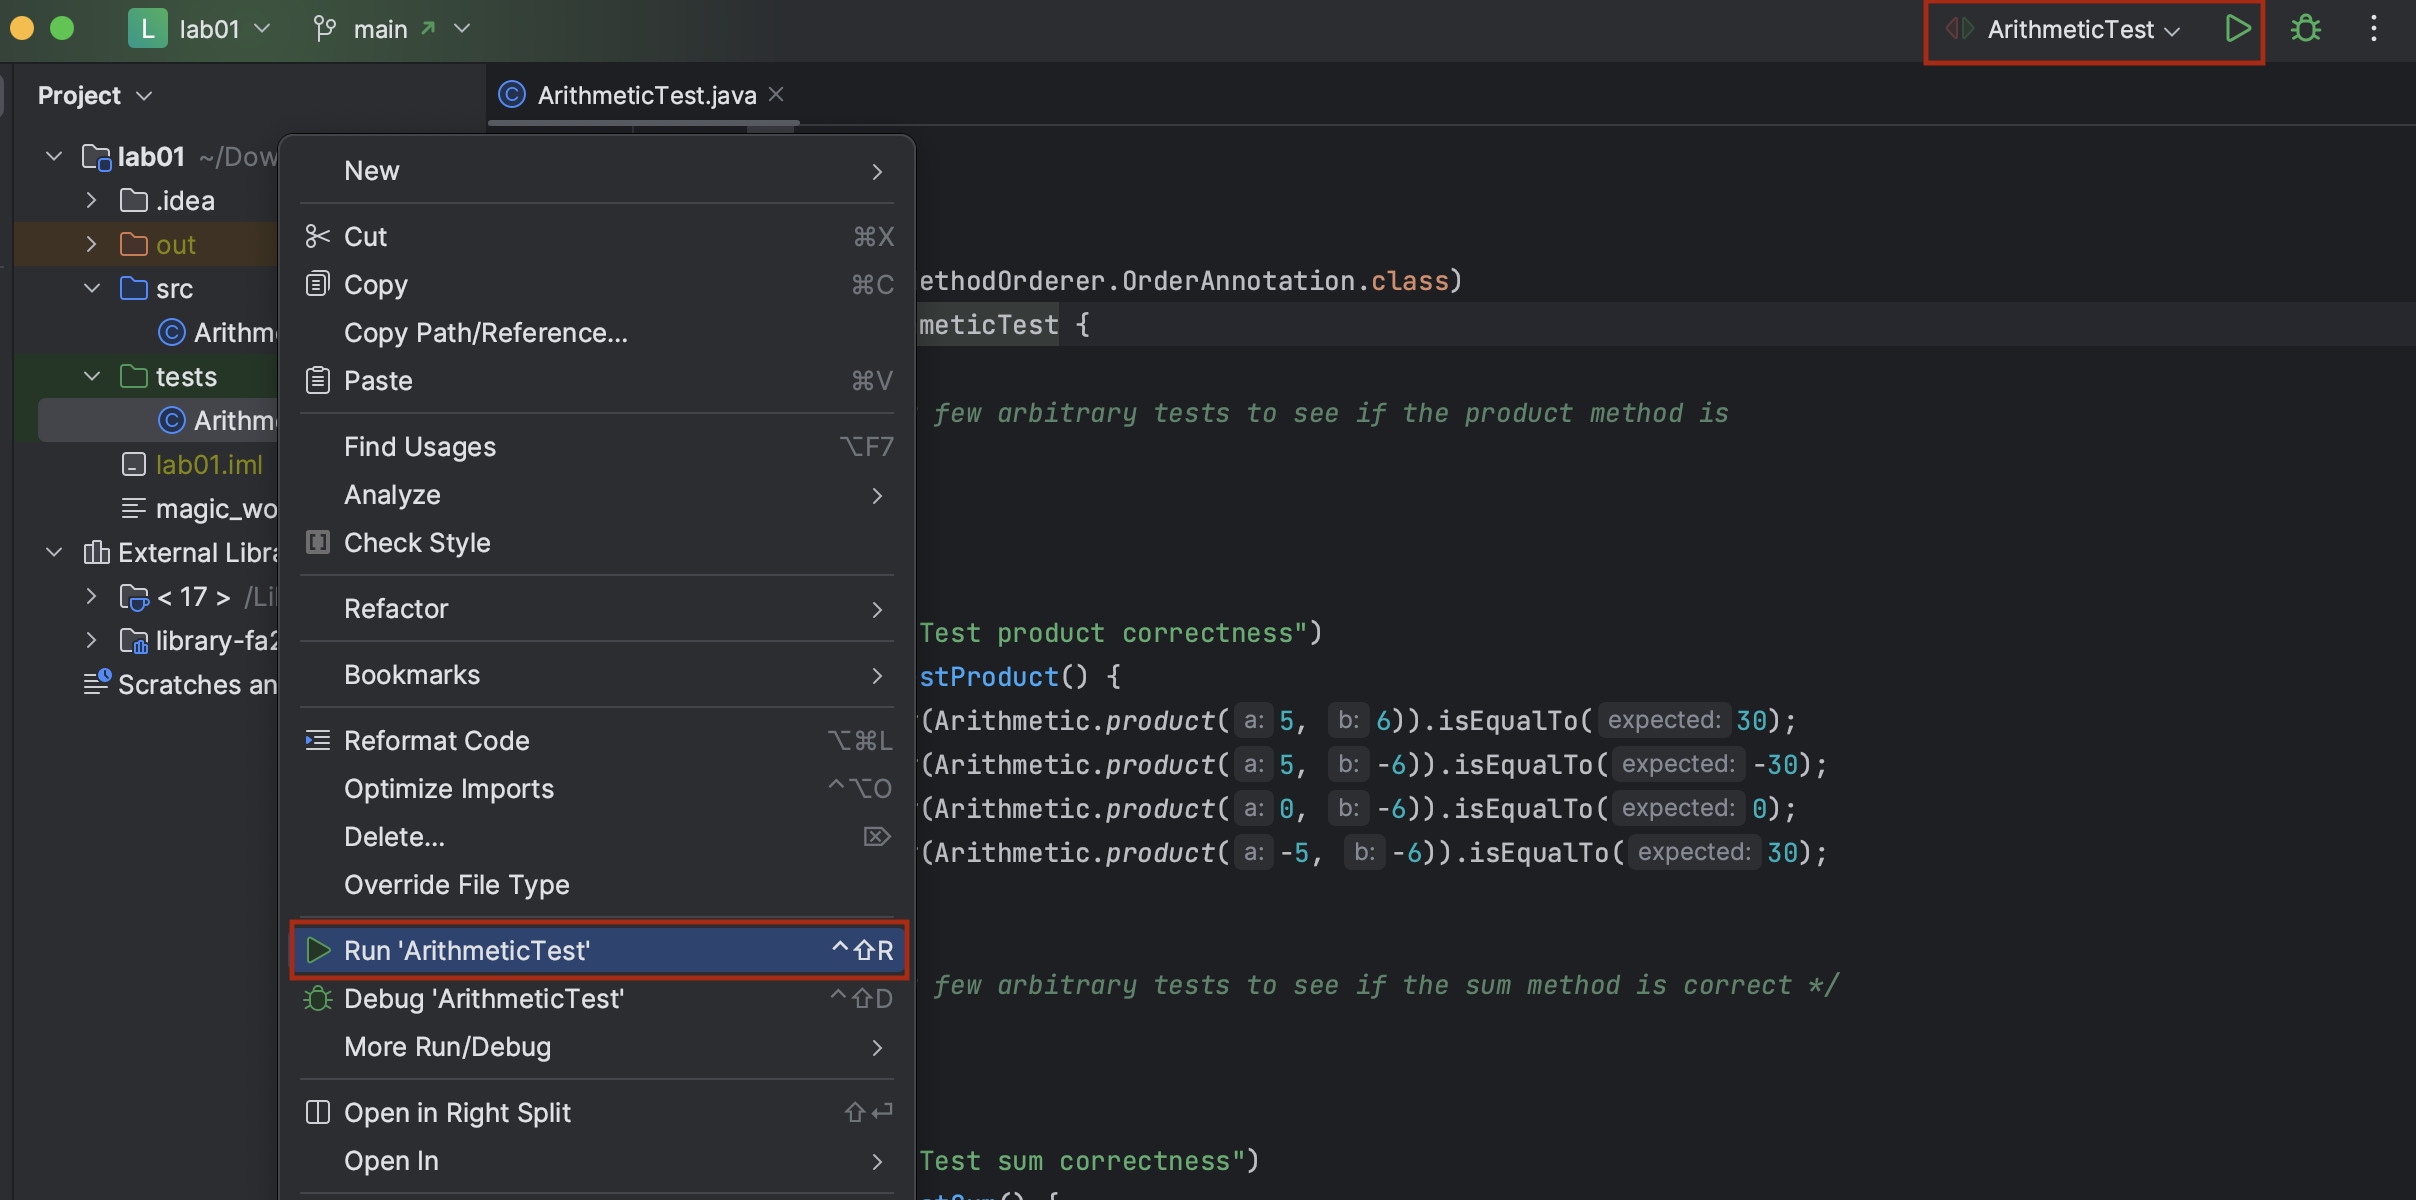 L lab01 main ArithmeticTest
Project
ArithmeticTest.java
lab01 ~/Dow
.idea
out
src
Arithm
tests
Arithm
lab01.iml
magic_wo
External Libra
< 17 > /Li
library-fa2
Scratches an
New
Cut ⌘X
Copy ⌘C
Copy Path/Reference...
Paste ⌘V
Find Usages ⌥F7
Analyze
Check Style
Refactor
Bookmarks
Reformat Code ⌥⌘L
Optimize Imports ^⌥O
Delete... ⌦
Override File Type
Run 'ArithmeticTest' ^⇧R
Debug 'ArithmeticTest' ^⇧D
More Run/Debug
Open in Right Split ⇧↩
Open In
ethodOrderer.OrderAnnotation.class)
meticTest {
few arbitrary tests to see if the product method is
Test product correctness")
stProduct() {
(Arithmetic.product( a: 5, b: 6)).isEqualTo( expected: 30);
(Arithmetic.product( a: 5, b: -6)).isEqualTo( expected: -30);
(Arithmetic.product( a: 0, b: -6)).isEqualTo( expected: 0);
(Arithmetic.product( a: -5, b: -6)).isEqualTo( expected: 30);
few arbitrary tests to see if the sum method is correct */
Test sum correctness")